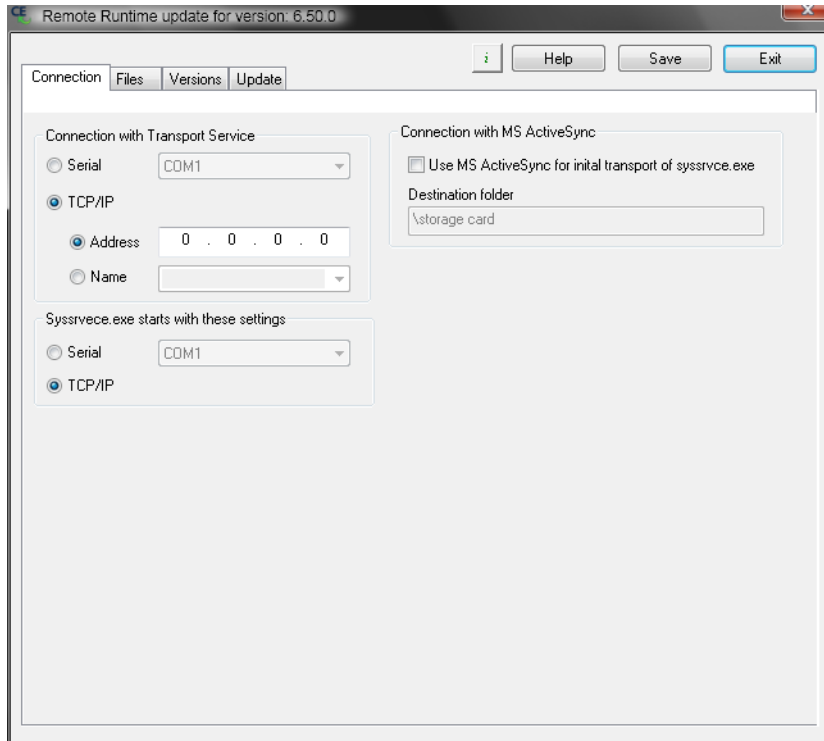 CE Remote Runtime update for version: 6.50.0
i Help Save Exit
Connection Files Versions Update
Connection with Transport Service
Serial COM1
TCP/IP
Address 0 . 0 . 0 . 0
Name
Syssrvece.exe starts with these settings
Serial COM1
TCP/IP
Connection with MS ActiveSync
Use MS ActiveSync for inital transport of syssrvce.exe
Destination folder
\storage card